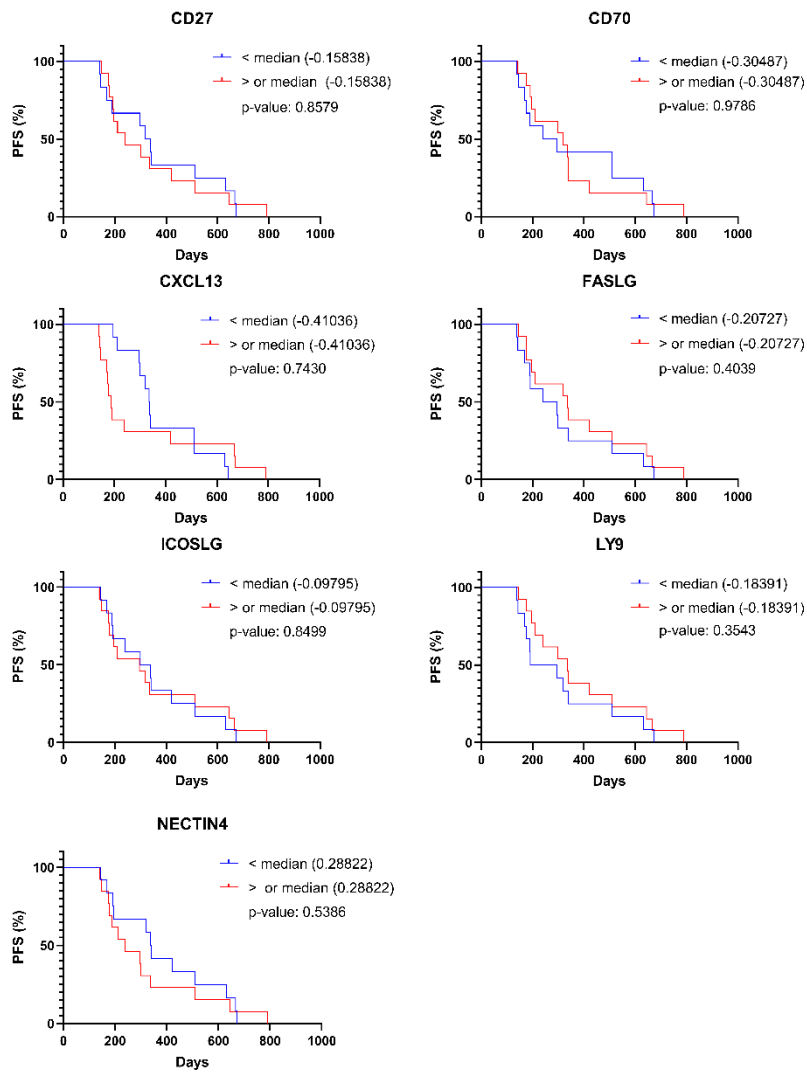 CD27
< median (-0.15838)
> or median  (-0.15838)
p-value: 0.8579
PFS (%)
100
50
0
0 200 400 600 800 1000
Days
CD70
< median (-0.30487)
> or median (-0.30487)
p-value: 0.9786
PFS (%)
100
50
0
0 200 400 600 800 1000
Days
CXCL13
< median (-0.41036)
> or median (-0.41036)
p-value: 0.7430
PFS (%)
100
50
0
0 200 400 600 800 1000
Days
FASLG
< median (-0.20727)
> or median (-0.20727)
p-value: 0.4039
PFS (%)
100
50
0
0 200 400 600 800 1000
Days
ICOSLG
< median (-0.09795)
> or median (-0.09795)
p-value: 0.8499
PFS (%)
100
50
0
0 200 400 600 800 1000
Days
LY9
< median (-0.18391)
> or median (-0.18391)
p-value: 0.3543
PFS (%)
100
50
0
0 200 400 600 800 1000
Days
NECTIN4
< median (0.28822)
>  or median (0.28822)
p-value: 0.5386
PFS (%)
100
50
0
0 200 400 600 800 1000
Days